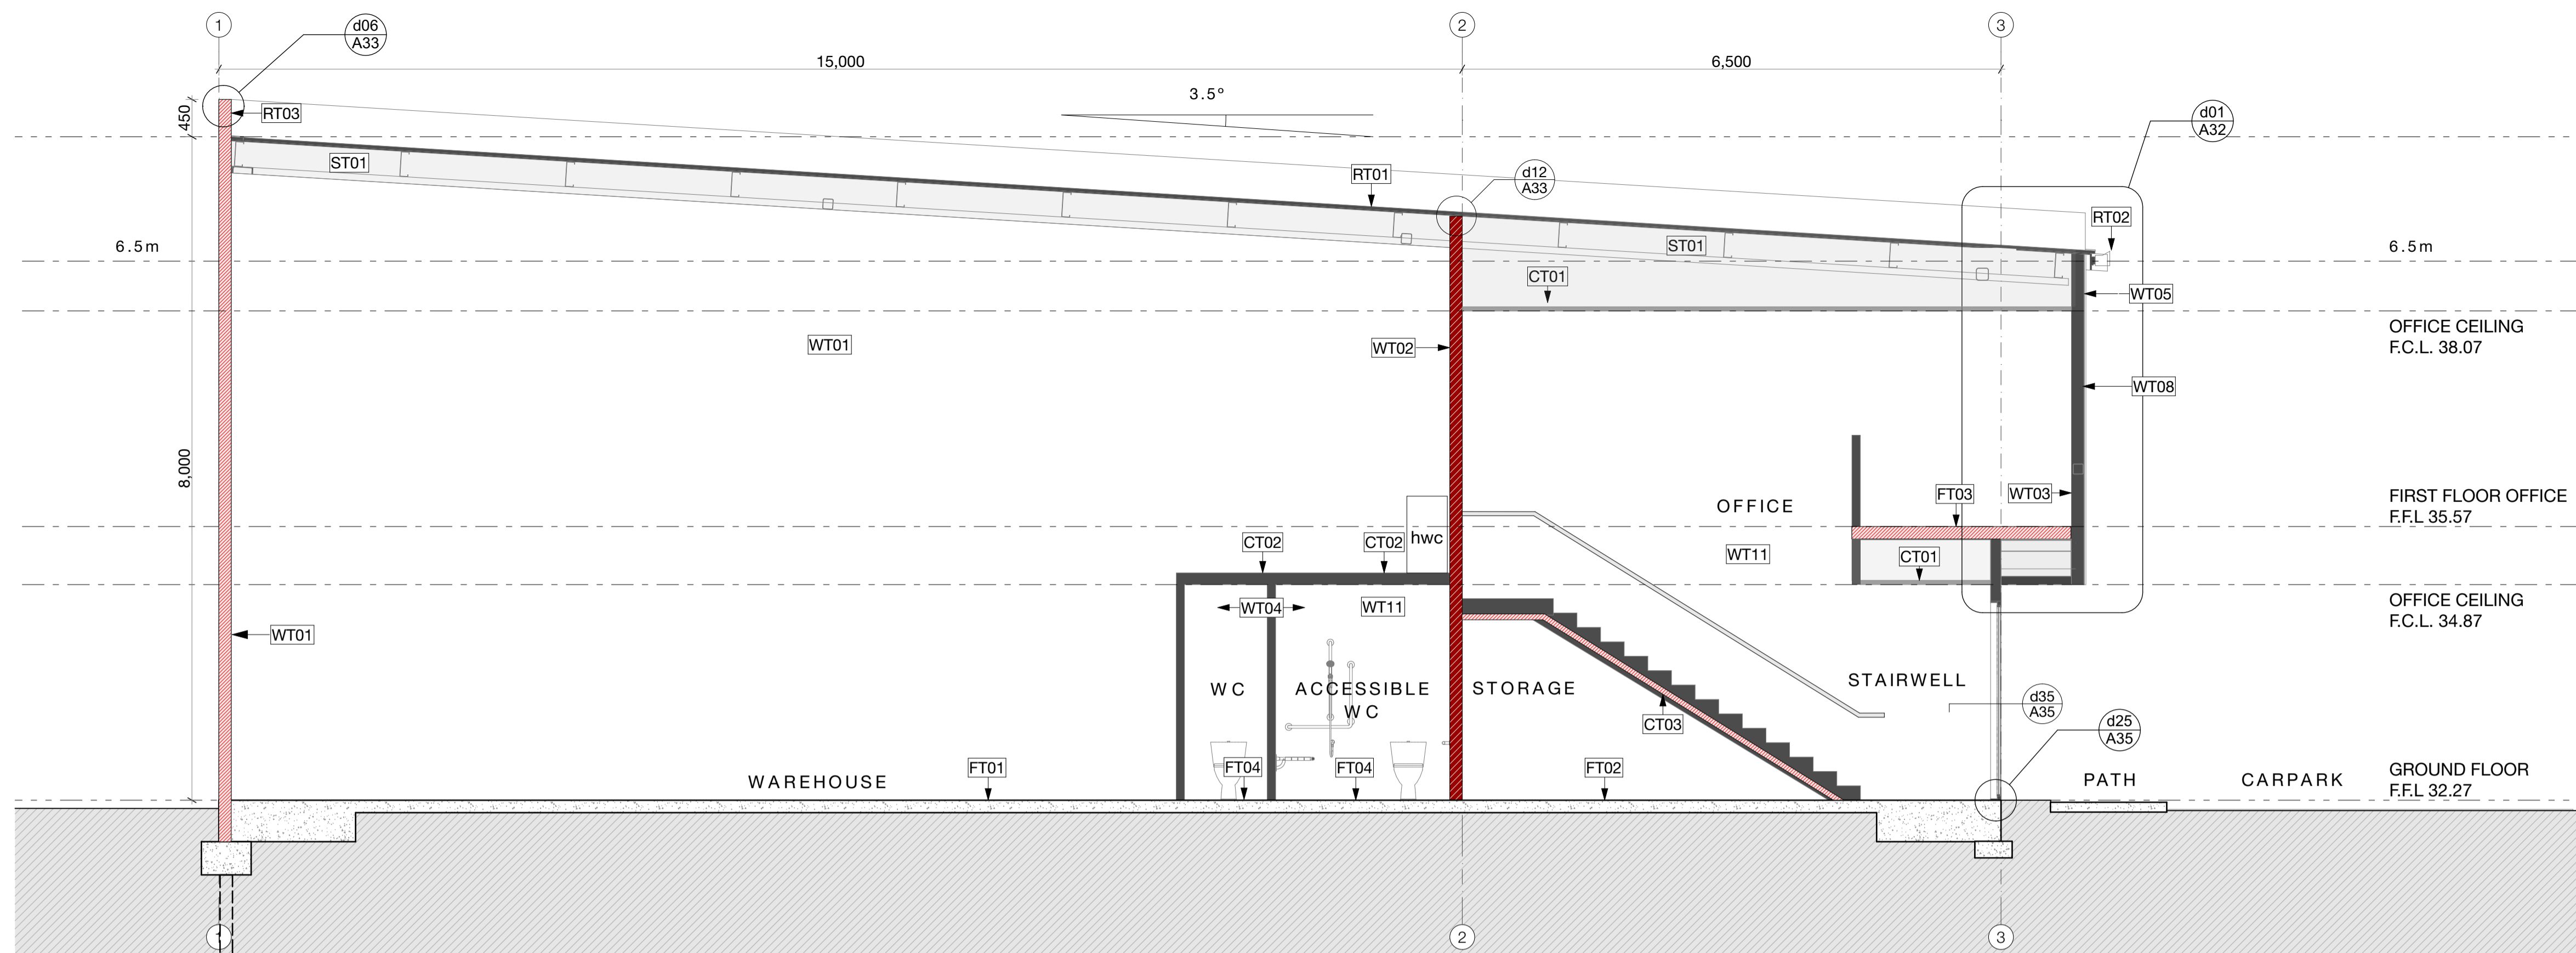 1
d06
A33
2
3
15,000
6,500
450
RT03
3.5°
d01
A32
ST01
RT01
d12
A33
RT02
6.5m
ST01
6.5m
CT01
WT05
OFFICE CEILING
F.C.L. 38.07
WT01
WT02
WT08
8,000
OFFICE
FT03
WT03
FIRST FLOOR OFFICE
F.F.L 35.57
CT02
CT02
hwc
WT11
CT01
WT04
WT11
OFFICE CEILING
F.C.L. 34.87
WT01
WC
ACCESSIBLE
WC
STORAGE
STAIRWELL
CT03
d35
A35
d25
A35
WAREHOUSE
FT01
FT04
FT04
FT02
PATH
CARPARK
GROUND FLOOR
F.F.L 32.27
1
2
3